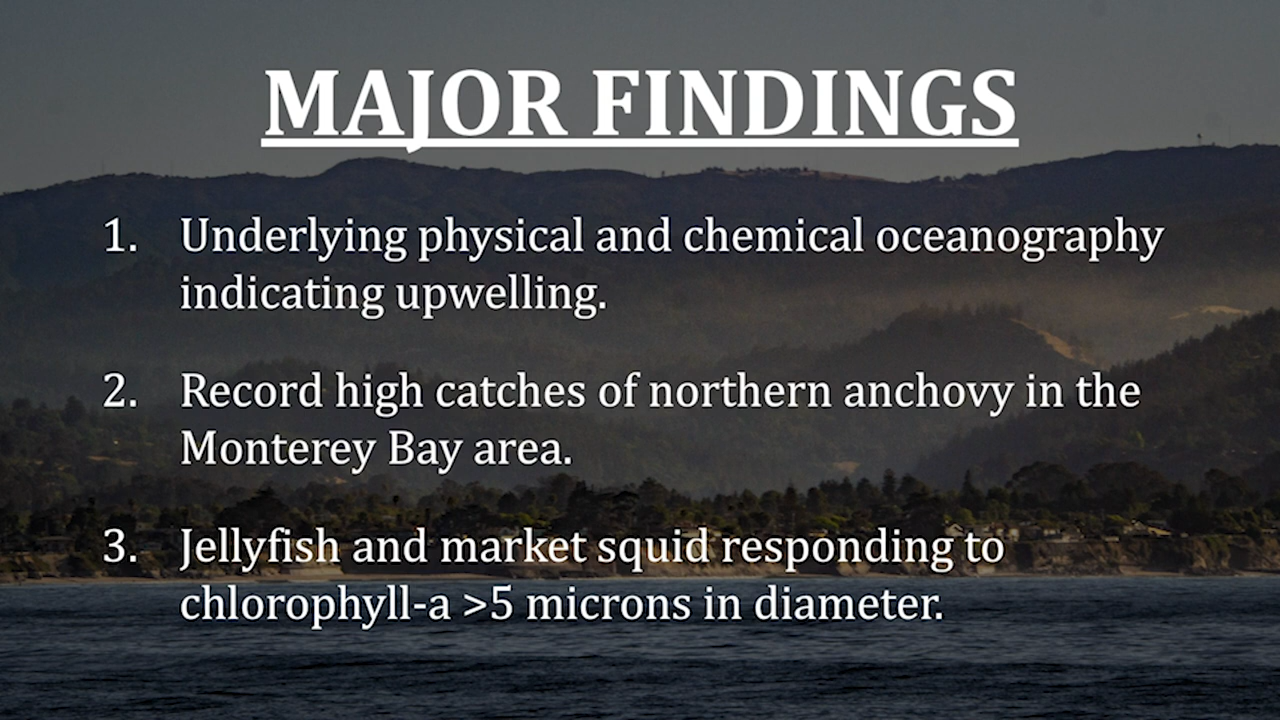 MAJOR FINDINGS
1. Underlying physical and chemical oceanography
indicating upwelling.
2. Record high catches of northern anchovy in the
Monterey Bay area.
3. Jellyfish and market squid responding to
chlorophyll-a >5 microns in diameter.